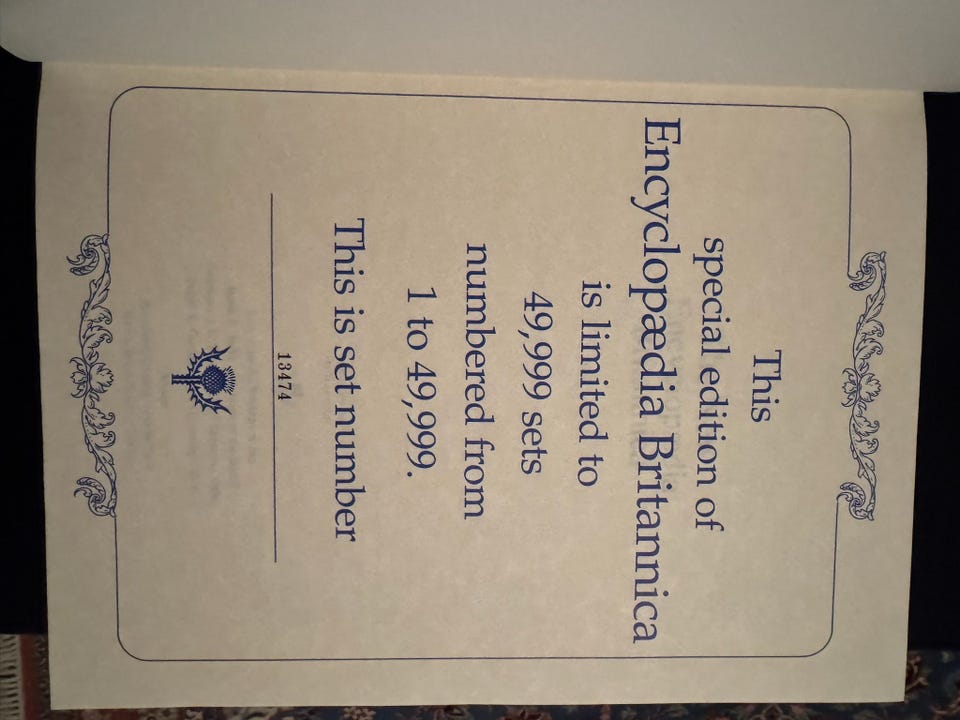 This
special edition of
Encyclopædia Britannica
is limited to
49,999 sets
numbered from
1 to 49,999.
This is set number
13474